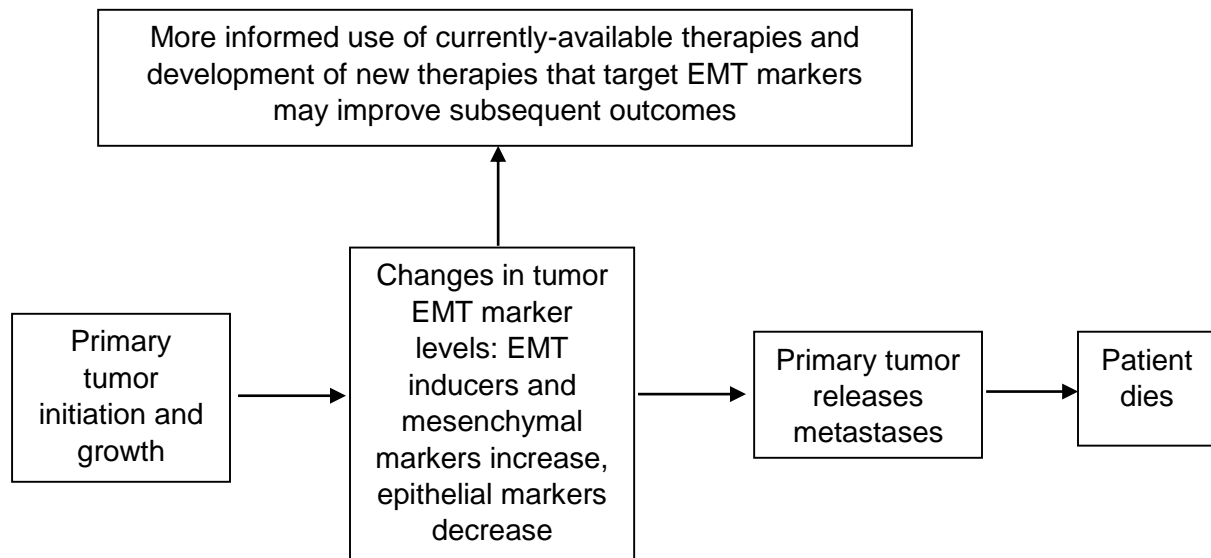 More informed use of currently-available therapies and
development of new therapies that target EMT markers
may improve subsequent outcomes
Primary
tumor
initiation and
growth
Changes in tumor
EMT marker
levels: EMT
inducers and
mesenchymal
markers increase,
epithelial markers
decrease
Primary tumor
releases
metastases
Patient
dies